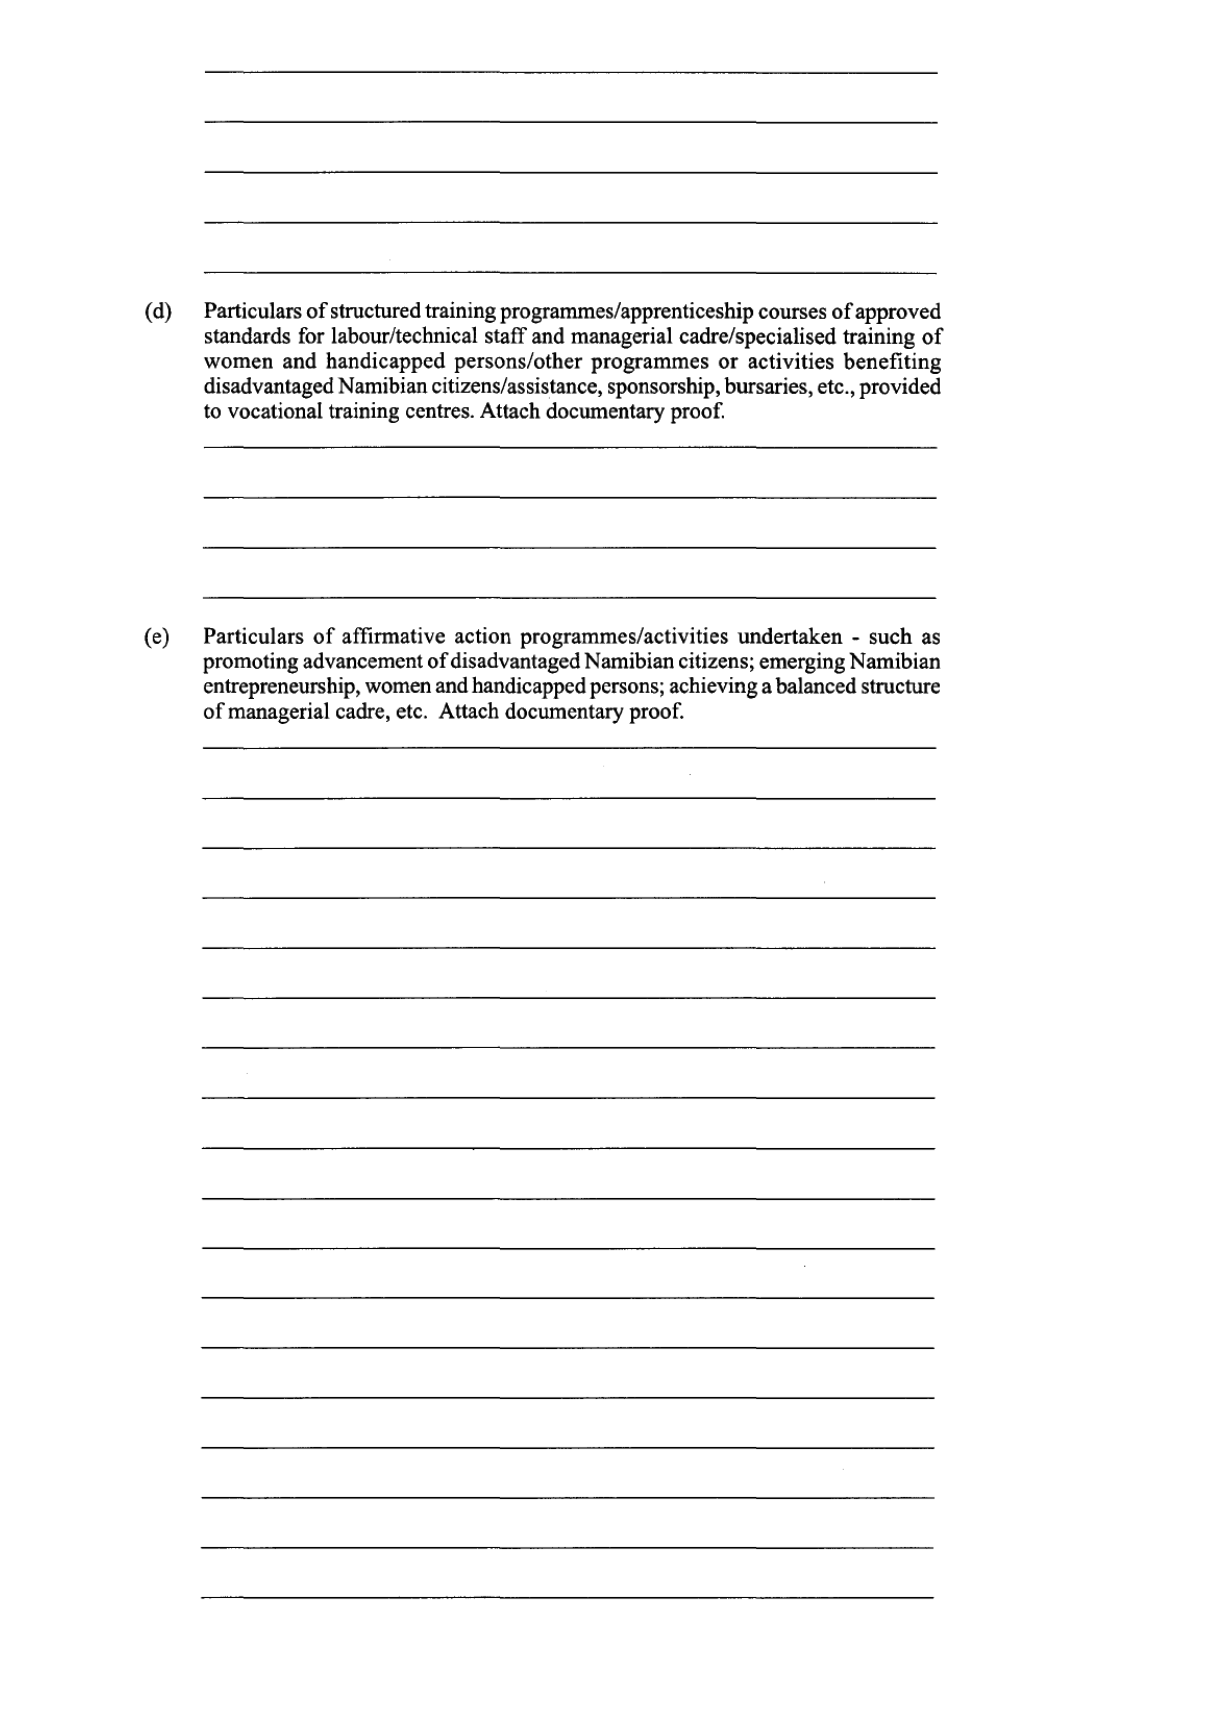 (d) Particulars of structured training programmes/apprenticeship courses of approved
standards for labour/technical staff and managerial cadre/specialised training of
women and handicapped persons/other programmes or activities benefiting
disadvantaged Namibian citizens/assistance, sponsorship, bursaries, etc., provided
to vocational training centres. Attach documentary proof.
(e) Particulars of affirmative action programmes/activities undertaken - such as
promoting advancement of disadvantaged Namibian citizens; emerging Namibian
entrepreneurship, women and handicapped persons; achieving a balanced structure
of managerial cadre, etc. Attach documentary proof.